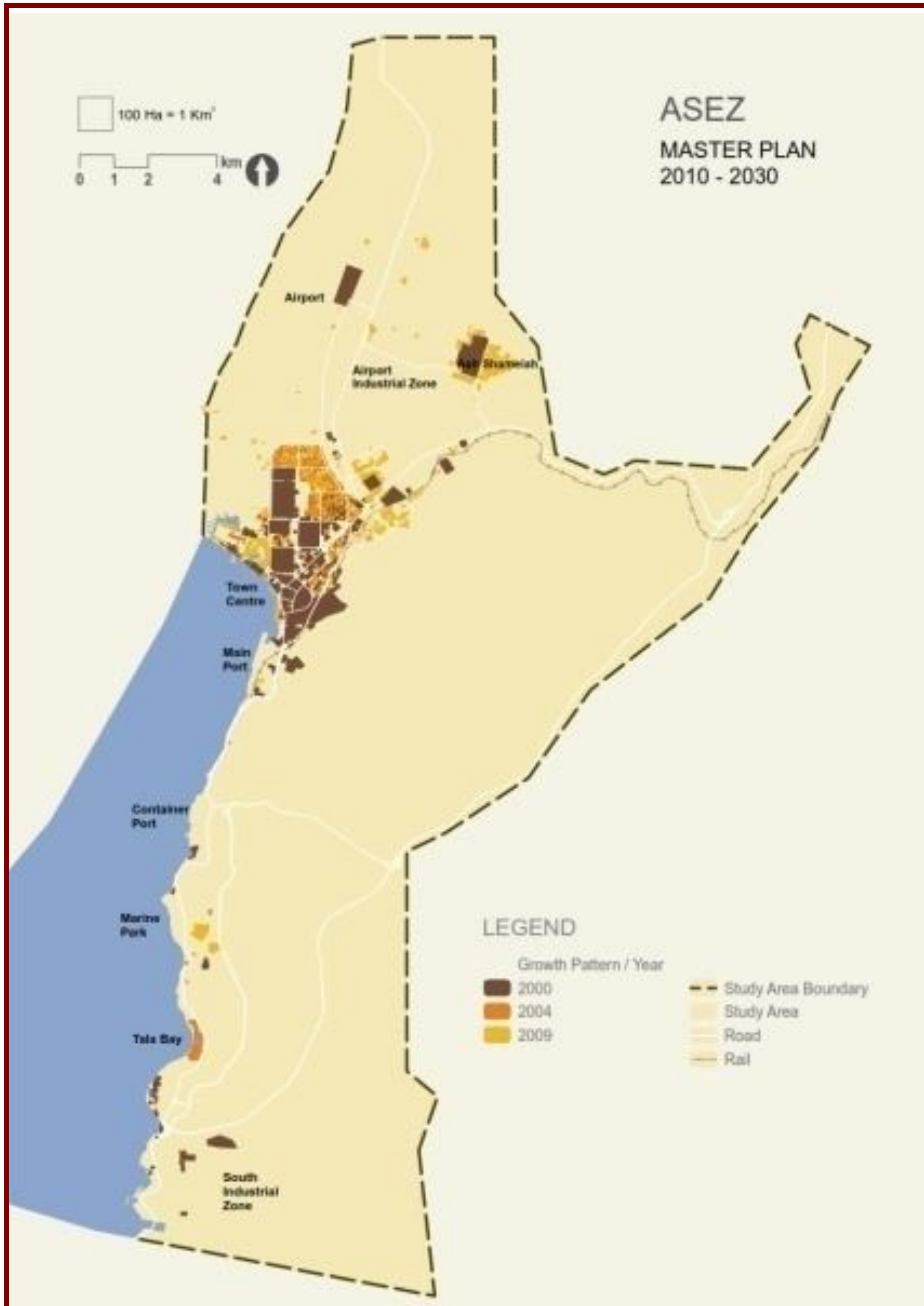 100 Ha = 1 Km²
km
0 1 2 4
ASEZ
MASTER PLAN
2010 - 2030
Airport
Airport
Industrial Zone
Ash Shamelah
Town
Centre
Main
Port
Container
Port
Marine
Park
Tala Bay
South
Industrial
Zone
LEGEND
Growth Pattern / Year
2000
2004
2009
Study Area Boundary
Study Area
Road
Rail